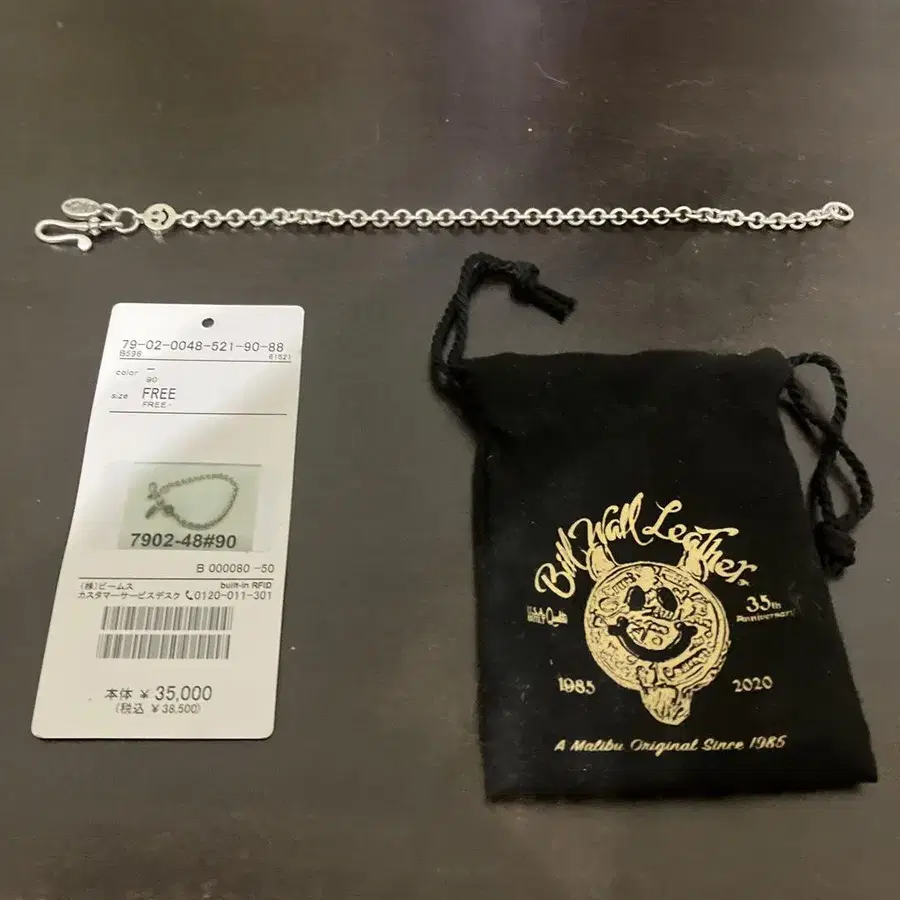 79-02-0048-521-90-88
B598 61521
color —
90
size FREE
FREE-
7902-48#90
B 000080 -50
(株)ビームス built-in RFID
カスタマーサービスデスク 0120-011-301
本体 ¥ 35,000
(税込 ¥ 38,500)
Bill Wall Leather
U.S.A. Quality
35th
Anniversary
1985 2020
A Malibu Original Since 1985